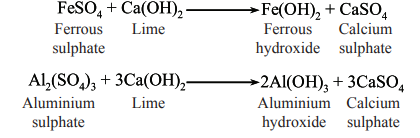 FeSO₄ + Ca(OH)₂ ⟶ Fe(OH)₂ + CaSO₄
Ferrous Lime Ferrous Calcium
sulphate hydroxide sulphate
Al₂(SO₄)₃ + 3Ca(OH)₂ ⟶ 2Al(OH)₃ + 3CaSO₄
Aluminium Lime Aluminium Calcium
sulphate hydroxide sulphate